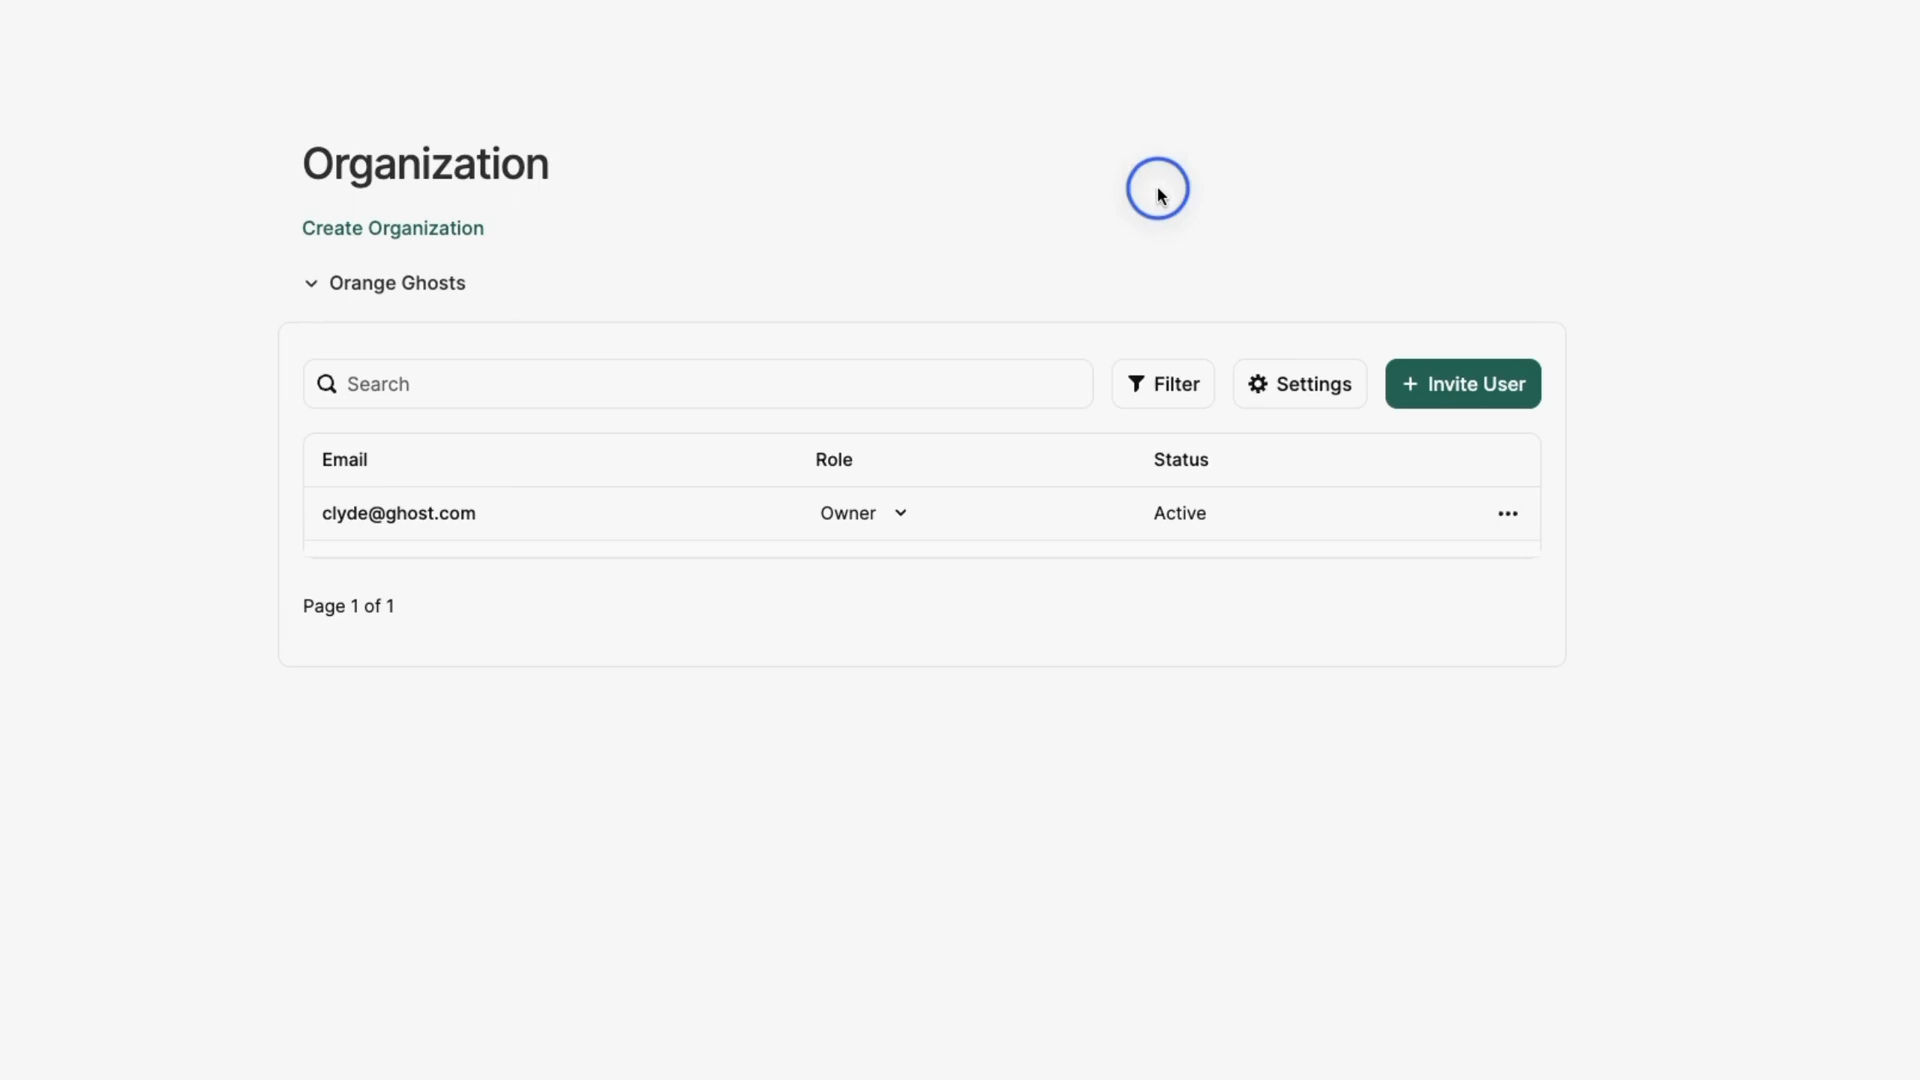 Organization
Create Organization
Orange Ghosts
Search
Filter
Settings
+ Invite User
Email Role Status
clyde@ghost.com Owner Active
Page 1 of 1